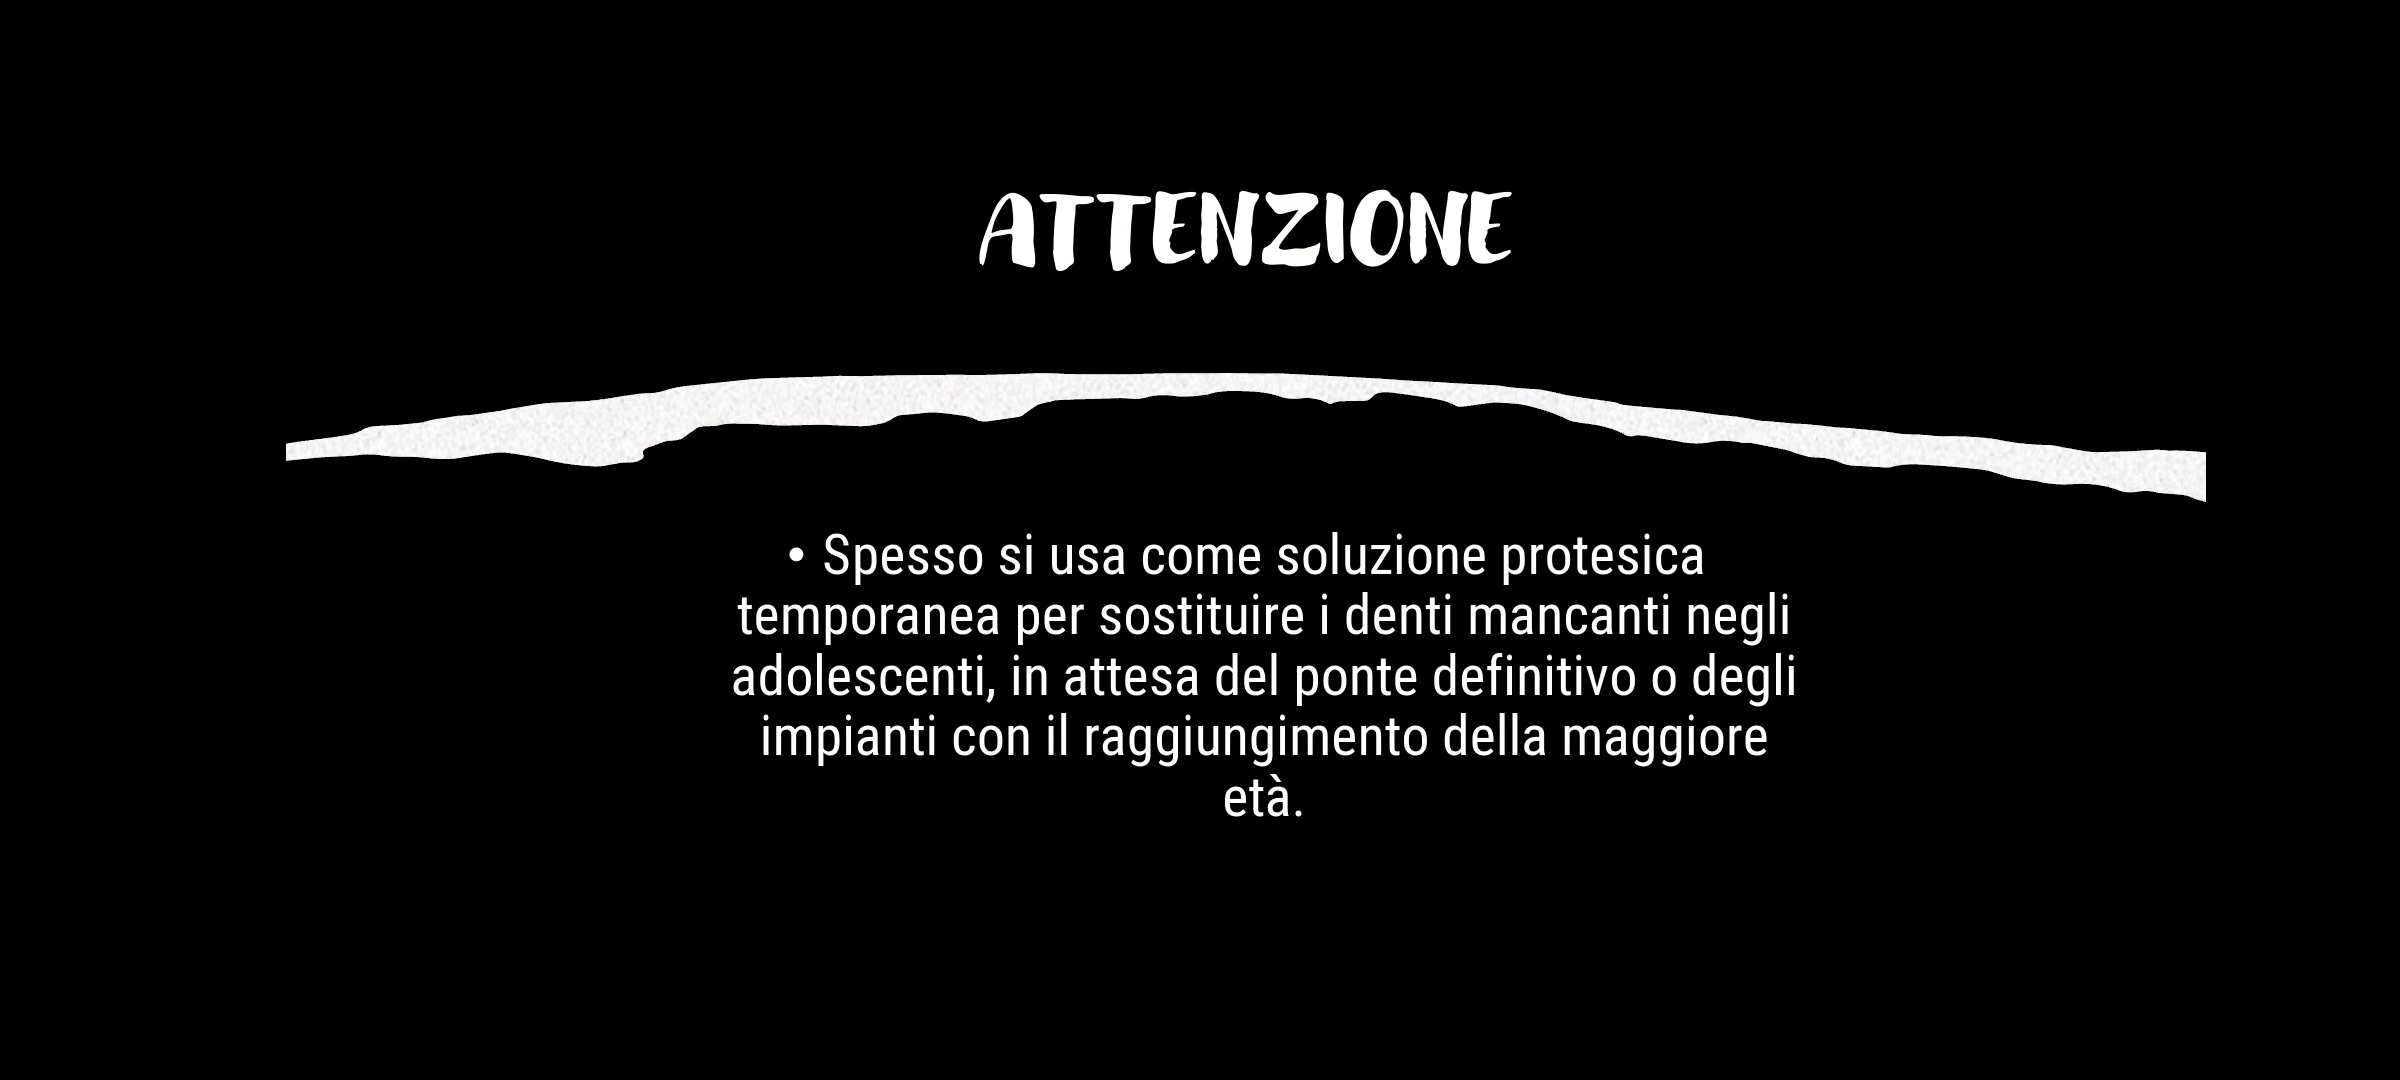 ATTENZIONE
• Spesso si usa come soluzione protesica
temporanea per sostituire i denti mancanti negli
adolescenti, in attesa del ponte definitivo o degli
impianti con il raggiungimento della maggiore
età.